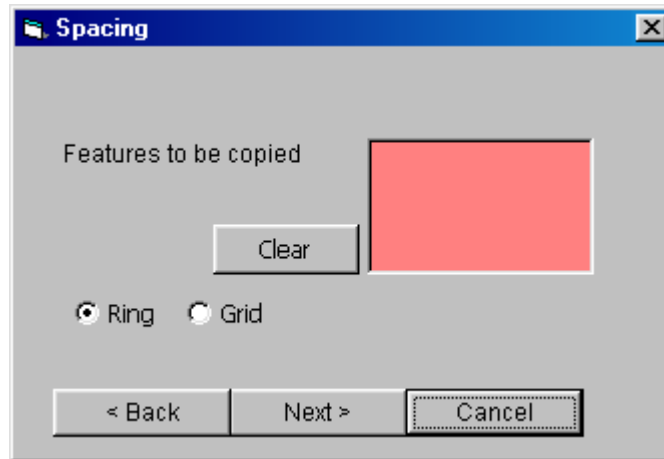 Spacing
Features to be copied
Clear
Ring Grid
< Back Next > Cancel